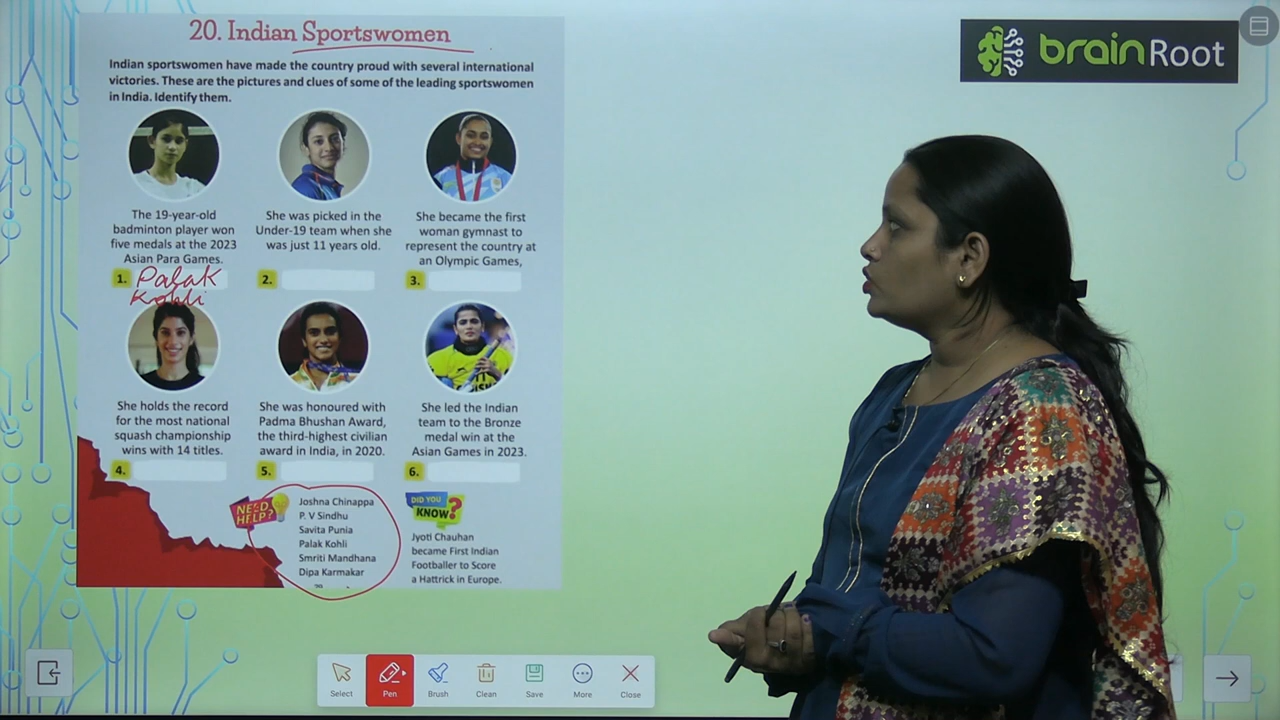 20. Indian Sportswomen
brainRoot
Indian sportswomen have made the country proud with several international
victories. These are the pictures and clues of some of the leading sportswomen
in India. Identify them.
The 19-year-old
badminton player won
five medals at the 2023
Asian Para Games.
1. Palak
Kohli
She was picked in the
Under-19 team when she
was just 11 years old.
2.
She became the first
woman gymnast to
represent the country at
an Olympic Games,
3.
She holds the record
for the most national
squash championship
wins with 14 titles.
4.
She was honoured with
Padma Bhushan Award,
the third-highest civilian
award in India, in 2020.
5.
She led the Indian
team to the Bronze
medal win at the
Asian Games in 2023.
6.
NEED
HELP?
Joshna Chinappa
P. V Sindhu
Savita Punia
Palak Kohli
Smriti Mandhana
Dipa Karmakar
DID YOU
KNOW?
Jyoti Chauhan
became First Indian
Footballer to Score
a Hattrick in Europe.
Select
Pen
Brush
Clean
Save
More
Close